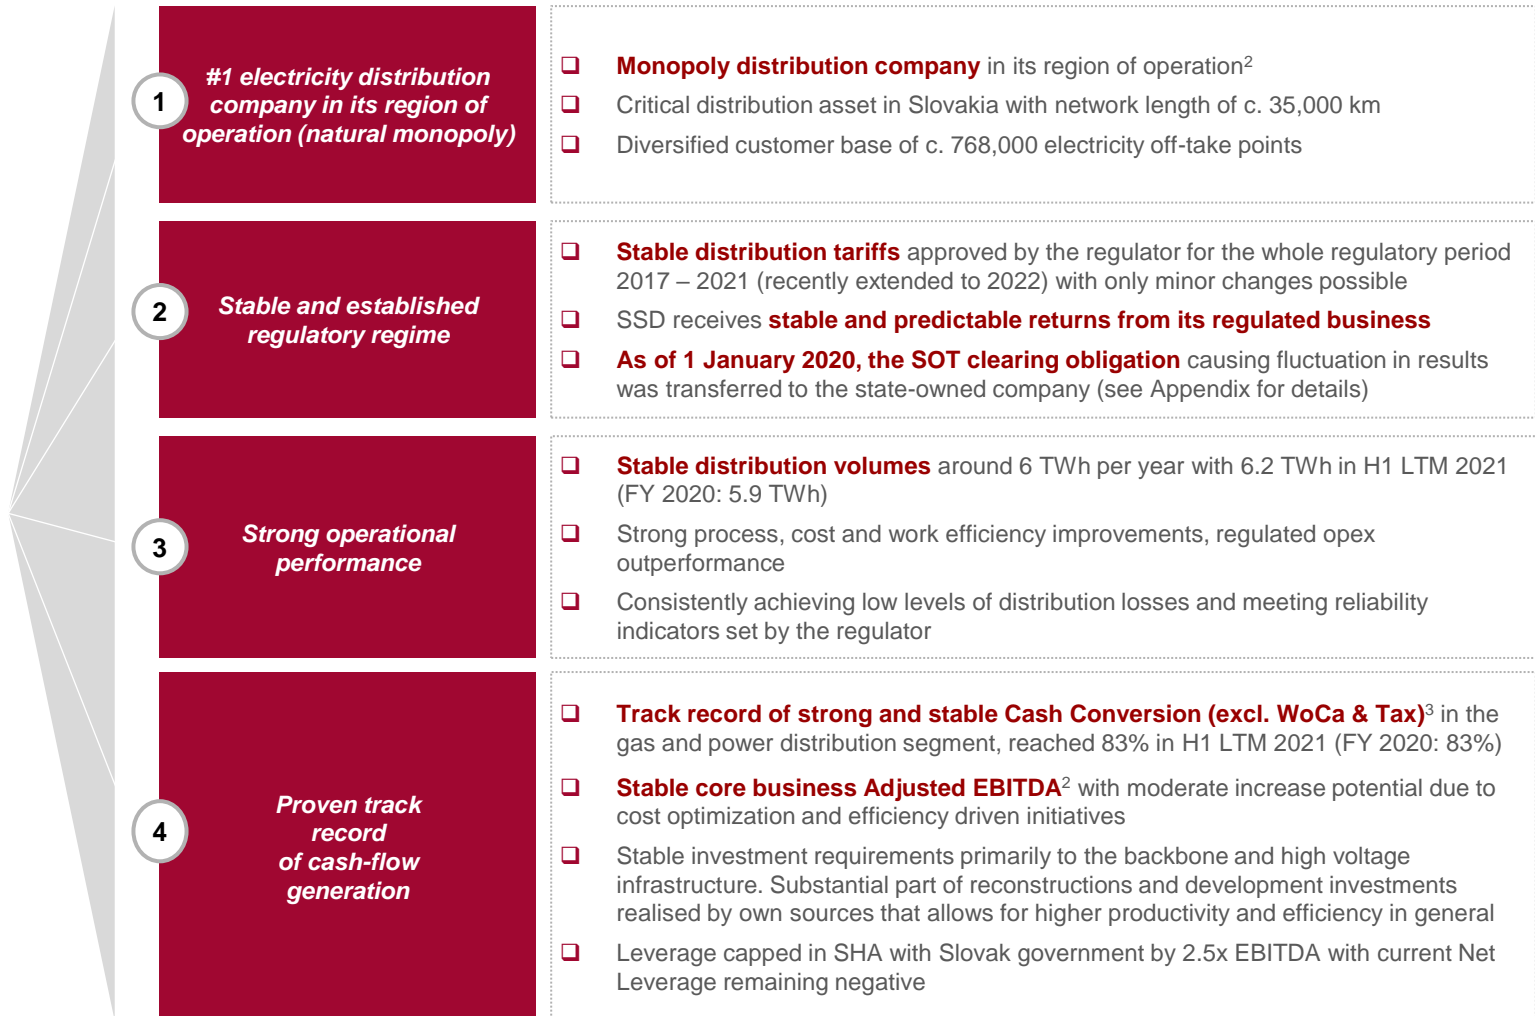 1
#1 electricity distribution
company in its region of
operation (natural monopoly)
❑ Monopoly distribution company in its region of operation²
❑ Critical distribution asset in Slovakia with network length of c. 35,000 km
❑ Diversified customer base of c. 768,000 electricity off-take points
2
Stable and established
regulatory regime
❑ Stable distribution tariffs approved by the regulator for the whole regulatory period
2017 – 2021 (recently extended to 2022) with only minor changes possible
❑ SSD receives stable and predictable returns from its regulated business
❑ As of 1 January 2020, the SOT clearing obligation causing fluctuation in results
was transferred to the state-owned company (see Appendix for details)
3
Strong operational
performance
❑ Stable distribution volumes around 6 TWh per year with 6.2 TWh in H1 LTM 2021
(FY 2020: 5.9 TWh)
❑ Strong process, cost and work efficiency improvements, regulated opex
outperformance
❑ Consistently achieving low levels of distribution losses and meeting reliability
indicators set by the regulator
4
Proven track
record
of cash-flow
generation
❑ Track record of strong and stable Cash Conversion (excl. WoCa & Tax)³ in the
gas and power distribution segment, reached 83% in H1 LTM 2021 (FY 2020: 83%)
❑ Stable core business Adjusted EBITDA² with moderate increase potential due to
cost optimization and efficiency driven initiatives
❑ Stable investment requirements primarily to the backbone and high voltage
infrastructure. Substantial part of reconstructions and development investments
realised by own sources that allows for higher productivity and efficiency in general
❑ Leverage capped in SHA with Slovak government by 2.5x EBITDA with current Net
Leverage remaining negative